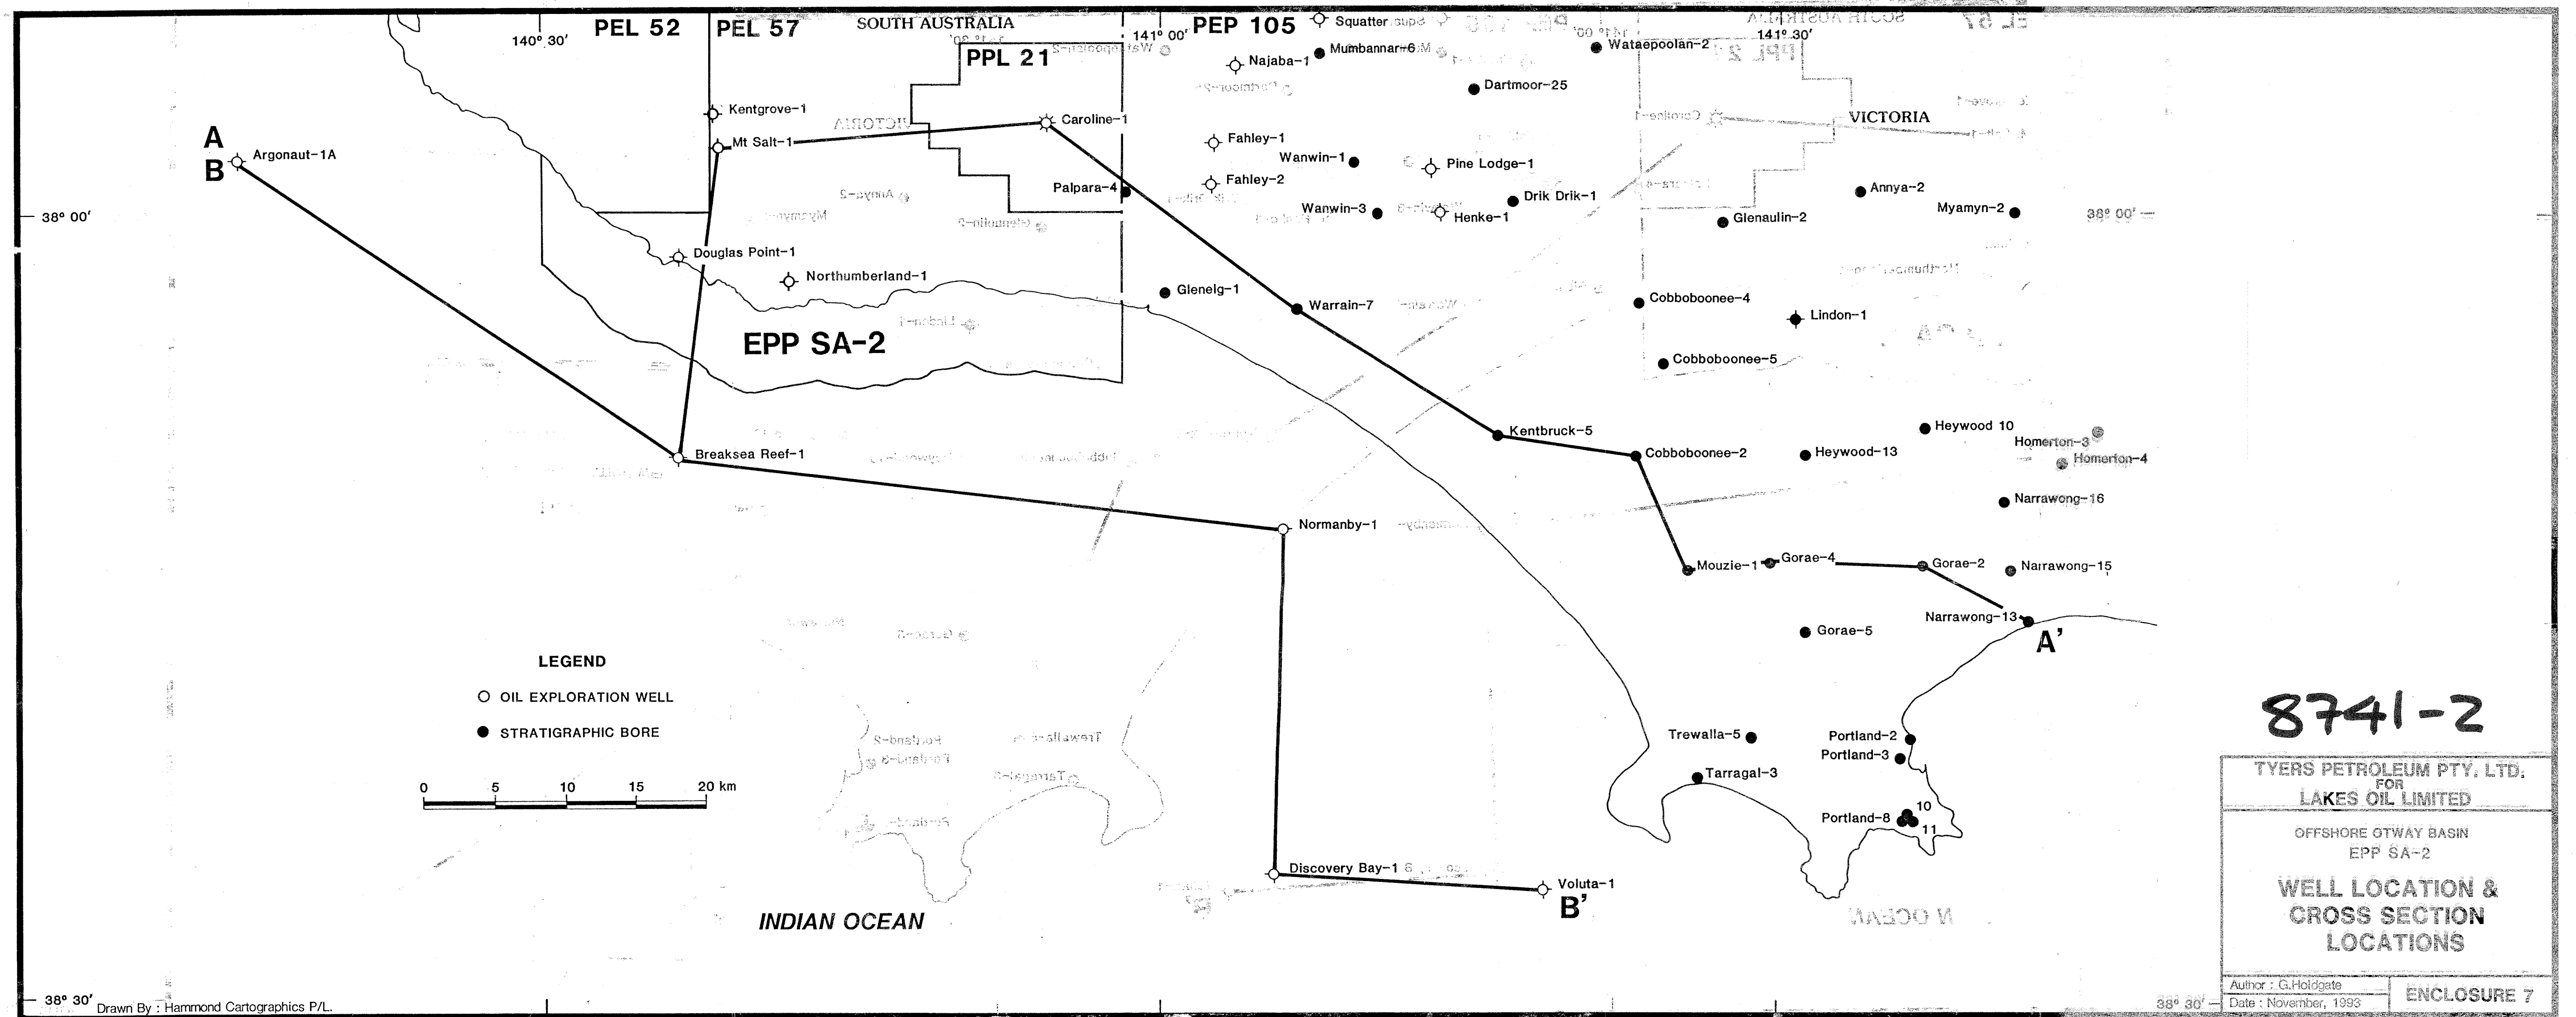 PEL 52
PEL 57
SOUTH AUSTRALIA
140° 30'
141° 00'
PEP 105
Squatter
141° 30'
PPL 21
Najaba-1
Mumbannar-6
Wataepoolan-2
Dartmoor-25
Kentgrove-1
Caroline-1
VICTORIA
A
B
Argonaut-1A
Mt Salt-1
Fahley-1
Wanwin-1
Pine Lodge-1
Fahley-2
Palpara-4
Drik Drik-1
Annya-2
Wanwin-3
Henke-1
Glenaulin-2
Myamyn-2
38° 00'
38° 00'
Douglas Point-1
Northumberland-1
Glenelg-1
Warrain-7
Cobboboonee-4
Lindon-1
EPP SA-2
Cobboboonee-5
Kentbruck-5
Heywood 10
Homerton-3
Breaksea Reef-1
Cobboboonee-2
Heywood-13
Homerton-4
Narrawong-16
Normanby-1
Mouzie-1
Gorae-4
Gorae-2
Narrawong-15
Narrawong-13
A'
Gorae-5
LEGEND
OIL EXPLORATION WELL
STRATIGRAPHIC BORE
0 5 10 15 20 km
Trewalla-5
Portland-2
Portland-3
Tarragal-3
Portland-8
10
11
Discovery Bay-1
Voluta-1
B'
INDIAN OCEAN
38° 30'
38° 30'
Drawn By : Hammond Cartographics P/L.
8741-2
TYERS PETROLEUM PTY. LTD.
FOR
LAKES OIL LIMITED
OFFSHORE OTWAY BASIN
EPP SA-2
WELL LOCATION &
CROSS SECTION
LOCATIONS
Author : G.Holdgate
Date : November, 1993
ENCLOSURE 7